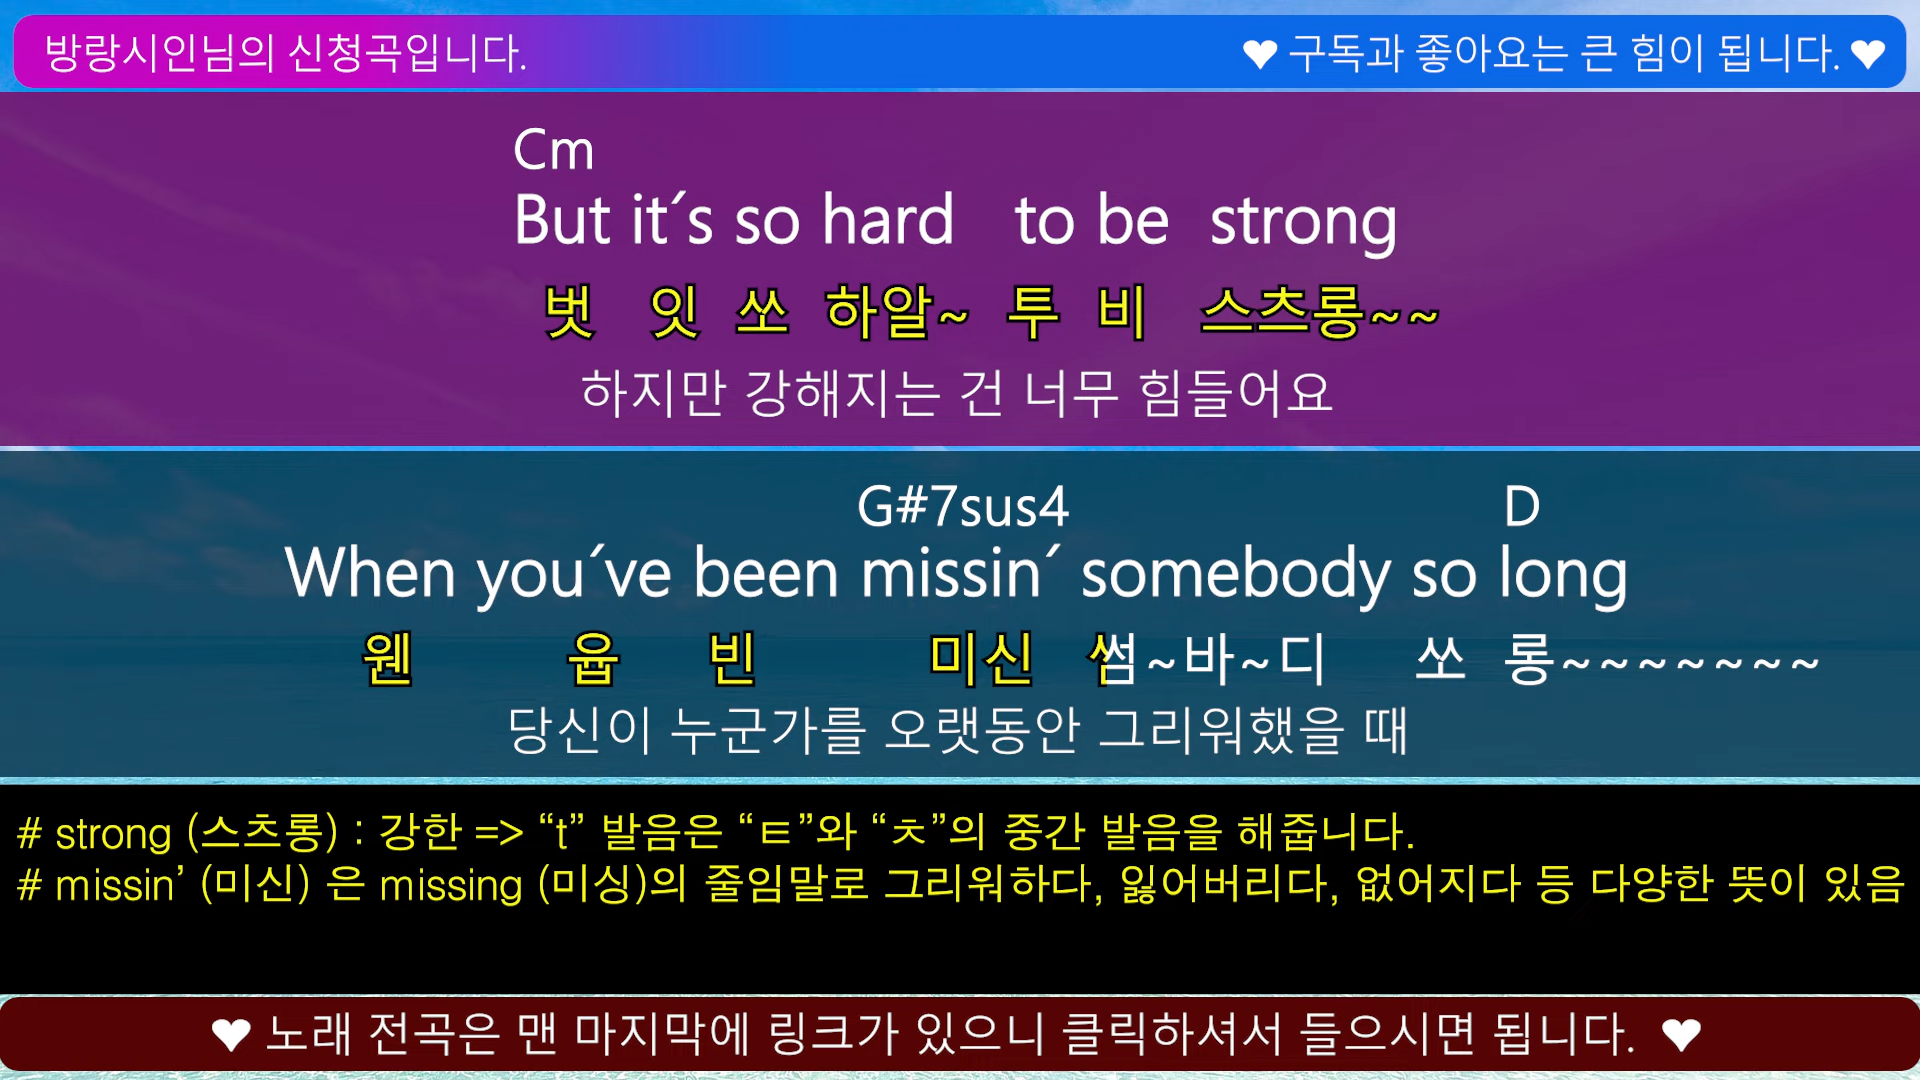 방랑시인님의 신청곡입니다.
♥ 구독과 좋아요는 큰 힘이 됩니다. ♥
Cm
But it´s so hard to be strong
벗 잇 쏘 하알~ 투 비 스츠롱~~
하지만 강해지는 건 너무 힘들어요
G#7sus4 D
When you´ve been missin´ somebody so long
웬 윱 빈 미신 썸~바~디 쏘 롱~~~~~~~
당신이 누군가를 오랫동안 그리워했을 때
# strong (스츠롱) : 강한 => “t” 발음은 “ㅌ”와 “ㅊ”의 중간 발음을 해줍니다.
# missin’ (미신) 은 missing (미싱)의 줄임말로 그리워하다, 잃어버리다, 없어지다 등 다양한 뜻이 있음
♥ 노래 전곡은 맨 마지막에 링크가 있으니 클릭하셔서 들으시면 됩니다. ♥